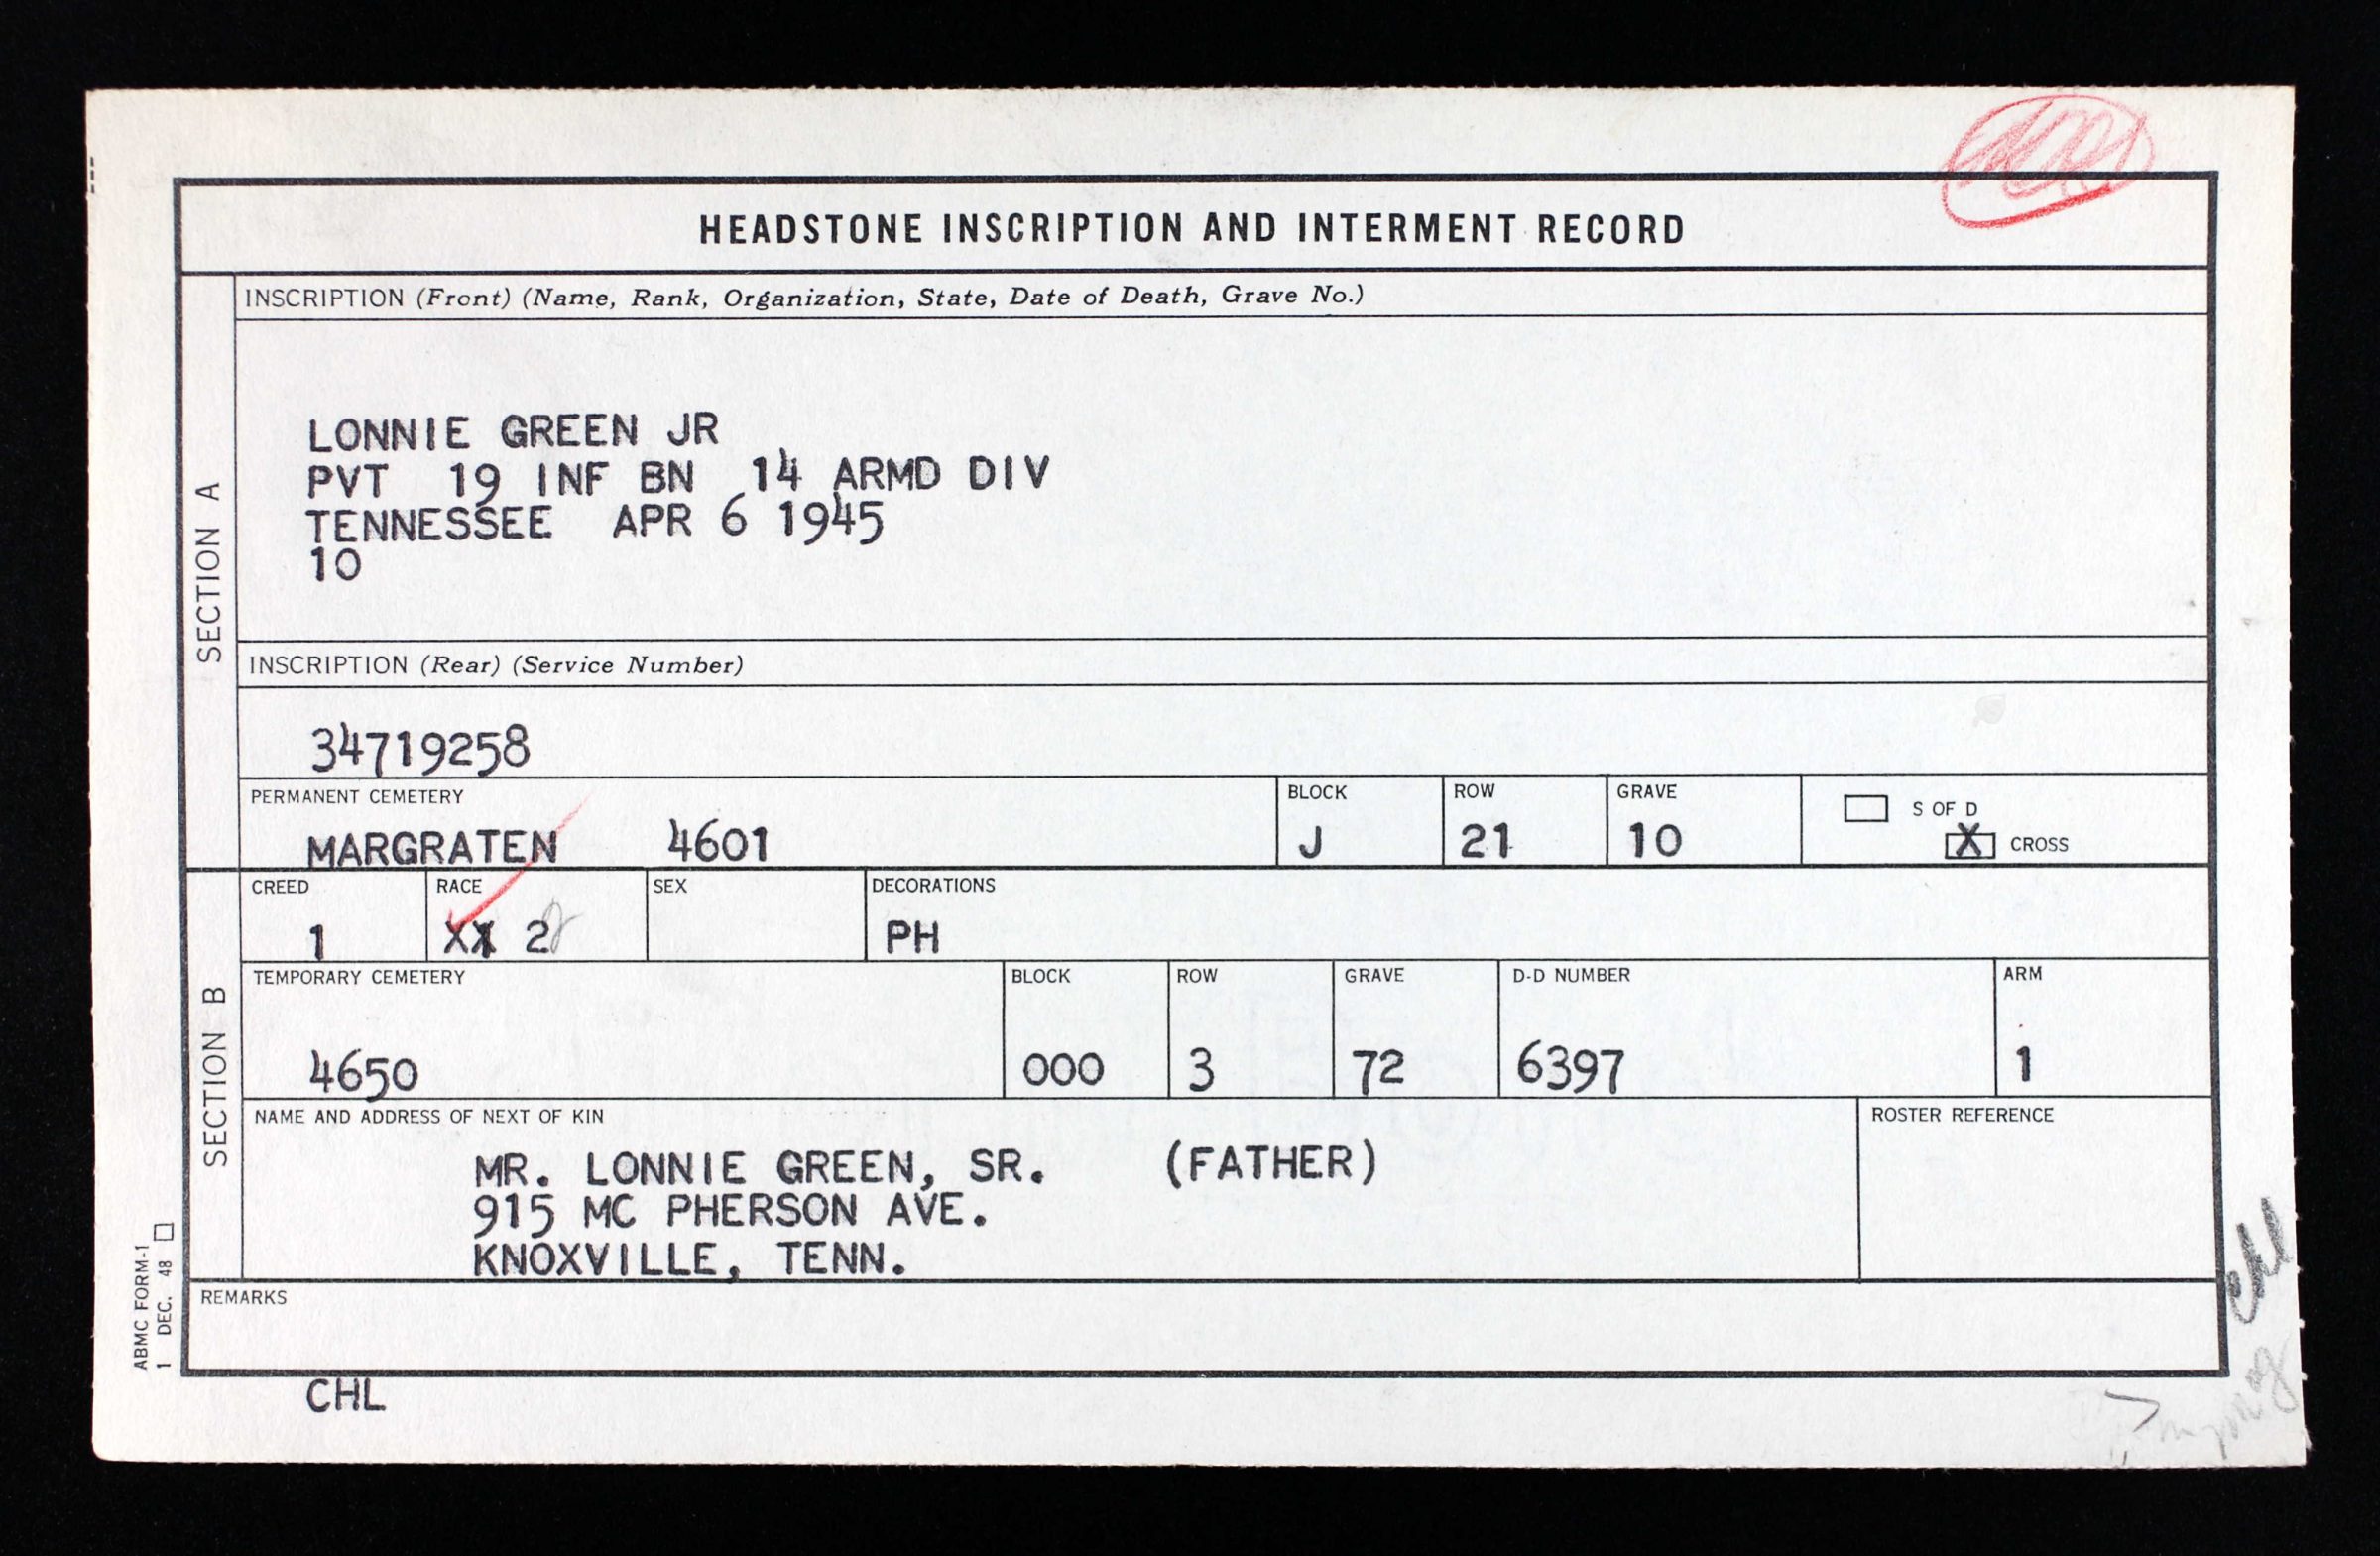 HEADSTONE INSCRIPTION AND INTERMENT RECORD
SECTION A
INSCRIPTION (Front) (Name, Rank, Organization, State, Date of Death, Grave No.)
LONNIE GREEN JR
PVT 19 INF BN 14 ARMD DIV
TENNESSEE APR 6 1945
10
INSCRIPTION (Rear) (Service Number)
34719258
PERMANENT CEMETERY BLOCK ROW GRAVE S OF D
MARGRATEN 4601 J 21 10 X CROSS
SECTION B
CREED RACE SEX DECORATIONS
1 XX 2 PH
TEMPORARY CEMETERY BLOCK ROW GRAVE D-D NUMBER ARM
4650 000 3 72 6397 1
NAME AND ADDRESS OF NEXT OF KIN ROSTER REFERENCE
MR. LONNIE GREEN, SR. (FATHER)
915 MC PHERSON AVE.
KNOXVILLE, TENN.
REMARKS
ABMC FORM-1
1 DEC. 48
CHL
chl